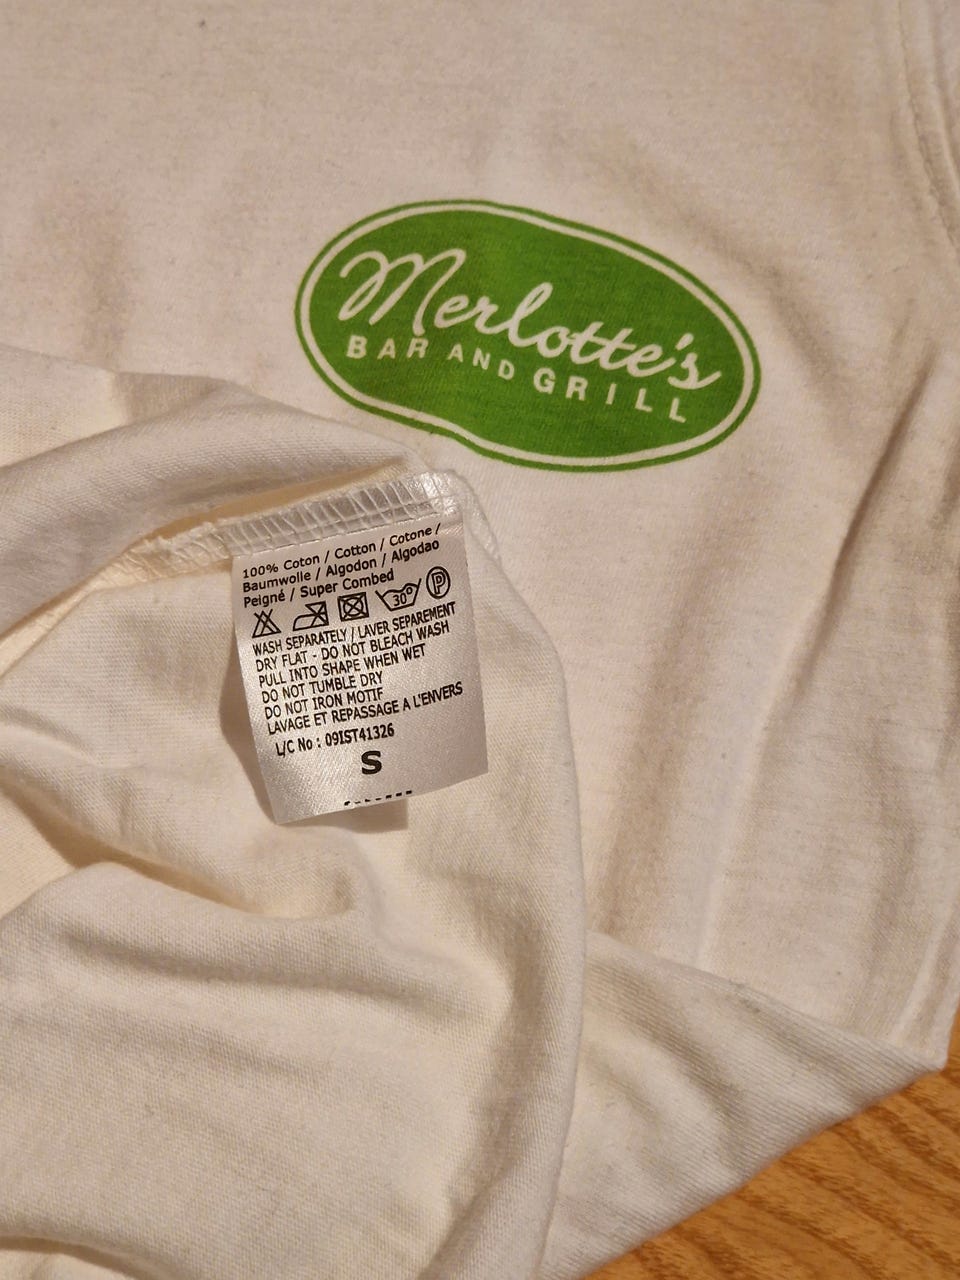 Merlotte's
BAR AND GRILL
100% Coton / Cotton / Cotone /
Baumwolle / Algodon / Algodao
Peigné / Super Combed
30°
P
WASH SEPARATELY / LAVER SEPAREMENT
DRY FLAT - DO NOT BLEACH WASH
PULL INTO SHAPE WHEN WET
DO NOT TUMBLE DRY
DO NOT IRON MOTIF
LAVAGE ET REPASSAGE A L'ENVERS
L/C No : 09IST41326
S